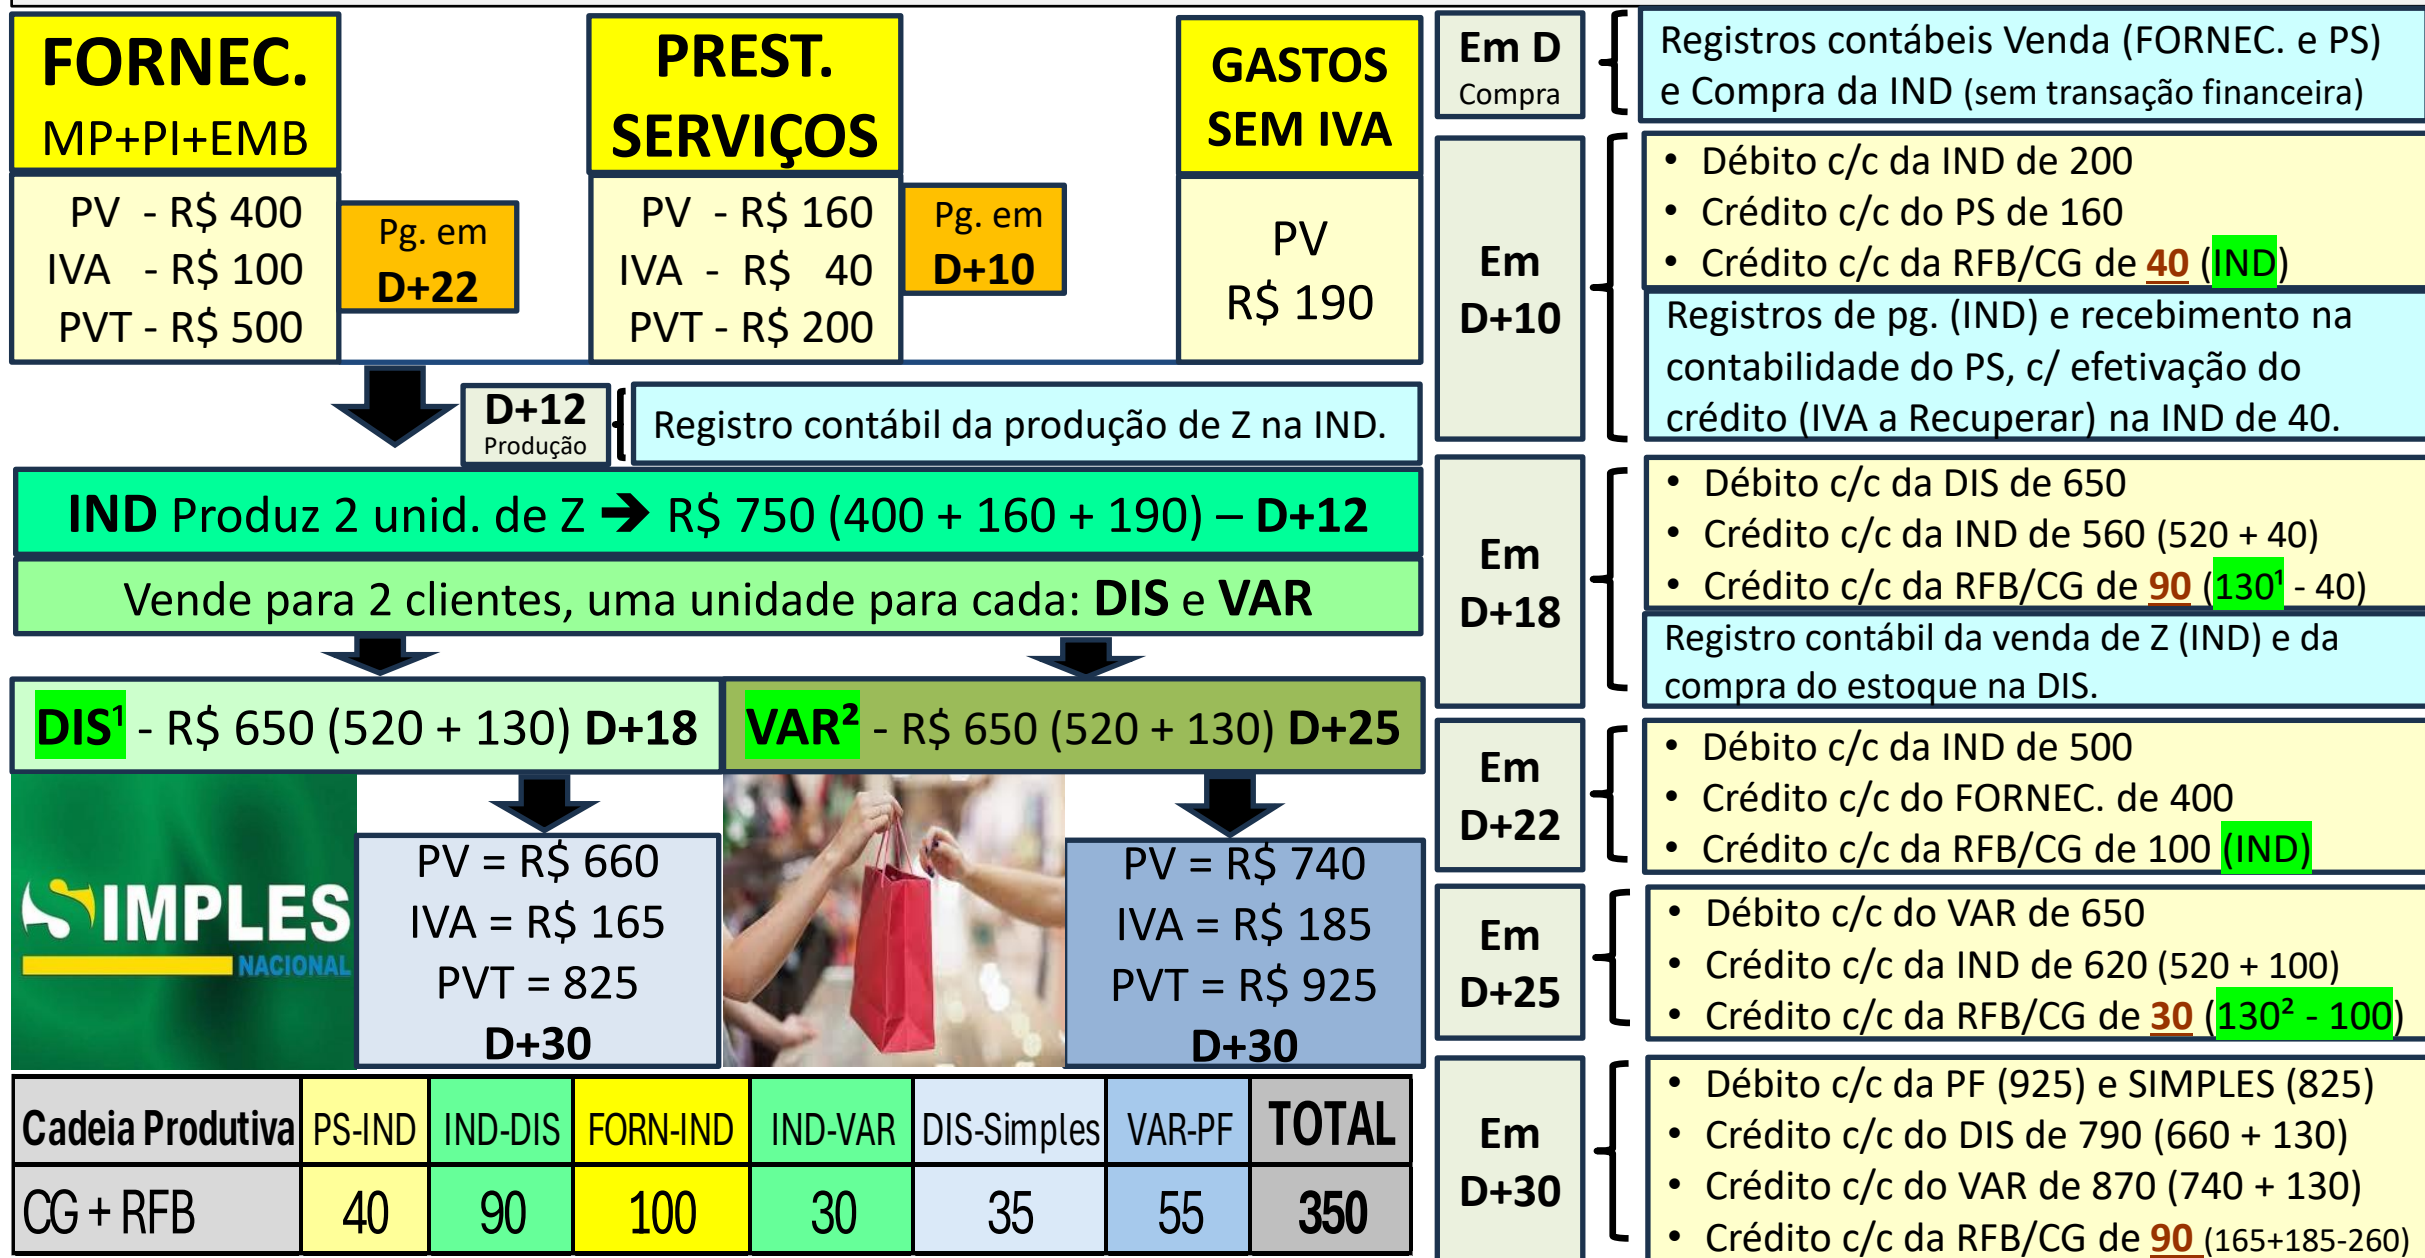 FORNEC.
MP+PI+EMB
PV - R$ 400
IVA - R$ 100
PVT - R$ 500
Pg. em
D+22
PREST.
SERVIÇOS
PV - R$ 160
IVA - R$ 40
PVT - R$ 200
Pg. em
D+10
GASTOS
SEM IVA
PV
R$ 190
D+12
Produção
Registro contábil da produção de Z na IND.
IND Produz 2 unid. de Z ➔ R$ 750 (400 + 160 + 190) – D+12
Vende para 2 clientes, uma unidade para cada: DIS e VAR
DIS¹ - R$ 650 (520 + 130) D+18
VAR² - R$ 650 (520 + 130) D+25
SIMPLES
NACIONAL
PV = R$ 660
IVA = R$ 165
PVT = 825
D+30
PV = R$ 740
IVA = R$ 185
PVT = R$ 925
D+30
Cadeia Produtiva PS-IND IND-DIS FORN-IND IND-VAR DIS-Simples VAR-PF TOTAL
CG + RFB 40 90 100 30 35 55 350
Em D
Compra
Registros contábeis Venda (FORNEC. e PS)
e Compra da IND (sem transação financeira)
Em
D+10
• Débito c/c da IND de 200
• Crédito c/c do PS de 160
• Crédito c/c da RFB/CG de 40 (IND)
Registros de pg. (IND) e recebimento na
contabilidade do PS, c/ efetivação do
crédito (IVA a Recuperar) na IND de 40.
Em
D+18
• Débito c/c da DIS de 650
• Crédito c/c da IND de 560 (520 + 40)
• Crédito c/c da RFB/CG de 90 (130¹ - 40)
Registro contábil da venda de Z (IND) e da
compra do estoque na DIS.
Em
D+22
• Débito c/c da IND de 500
• Crédito c/c do FORNEC. de 400
• Crédito c/c da RFB/CG de 100 (IND)
Em
D+25
• Débito c/c do VAR de 650
• Crédito c/c da IND de 620 (520 + 100)
• Crédito c/c da RFB/CG de 30 (130² - 100)
Em
D+30
• Débito c/c da PF (925) e SIMPLES (825)
• Crédito c/c do DIS de 790 (660 + 130)
• Crédito c/c do VAR de 870 (740 + 130)
• Crédito c/c da RFB/CG de 90 (165+185-260)